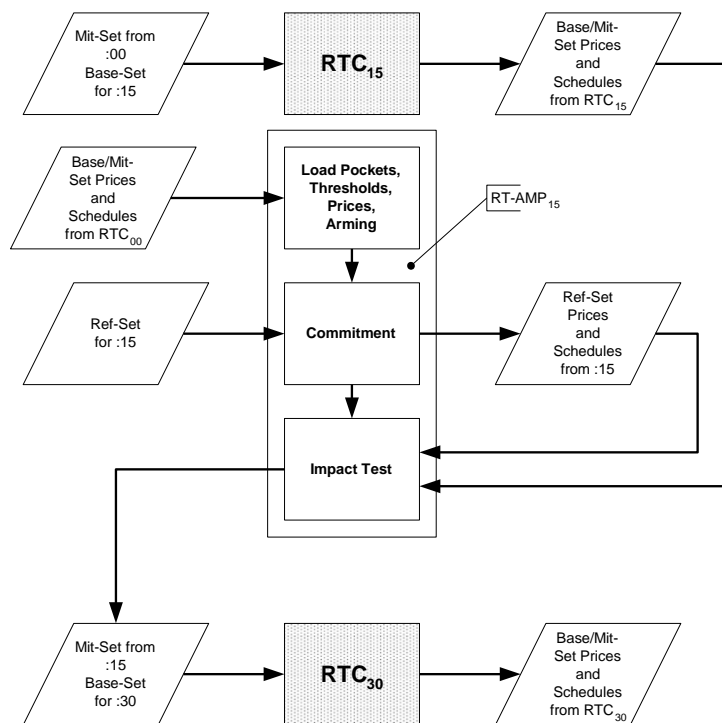 Mit-Set from
:00
Base-Set
for :15
RTC15
Base/Mit-
Set Prices
and
Schedules
from RTC15
Base/Mit-
Set Prices
and
Schedules
from RTC00
Load Pockets,
Thresholds,
Prices,
Arming
RT-AMP15
Ref-Set
for :15
Commitment
Ref-Set
Prices
and
Schedules
from :15
Impact Test
Mit-Set from
:15
Base-Set
for :30
RTC30
Base/Mit-
Set Prices
and
Schedules
from RTC30